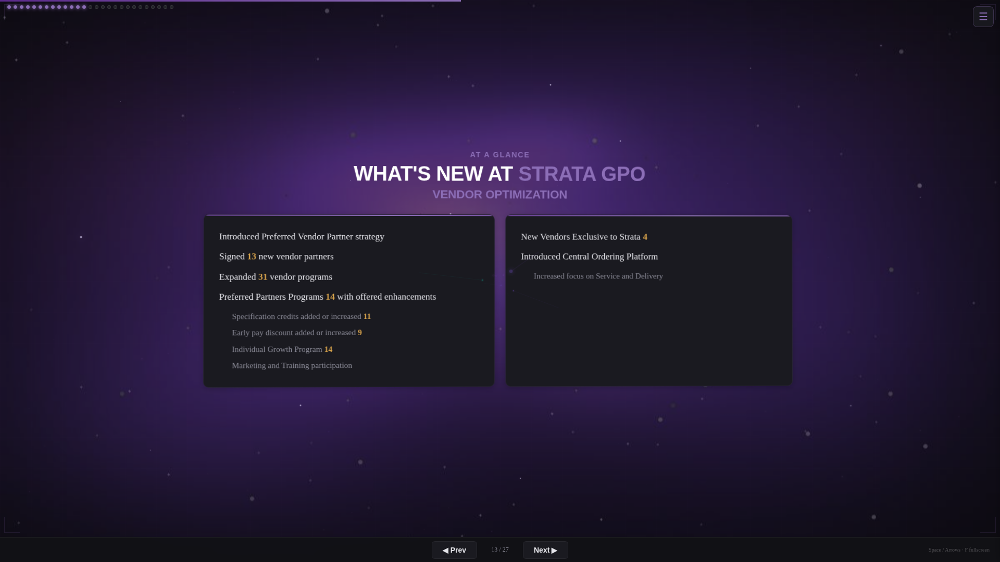 ☰
AT A GLANCE
WHAT'S NEW AT STRATA GPO
VENDOR OPTIMIZATION
Introduced Preferred Vendor Partner strategy
Signed 13 new vendor partners
Expanded 31 vendor programs
Preferred Partners Programs 14 with offered enhancements
Specification credits added or increased 11
Early pay discount added or increased 9
Individual Growth Program 14
Marketing and Training participation
New Vendors Exclusive to Strata 4
Introduced Central Ordering Platform
Increased focus on Service and Delivery
◀ Prev
13 / 27
Next ▶
Space / Arrows · F fullscreen